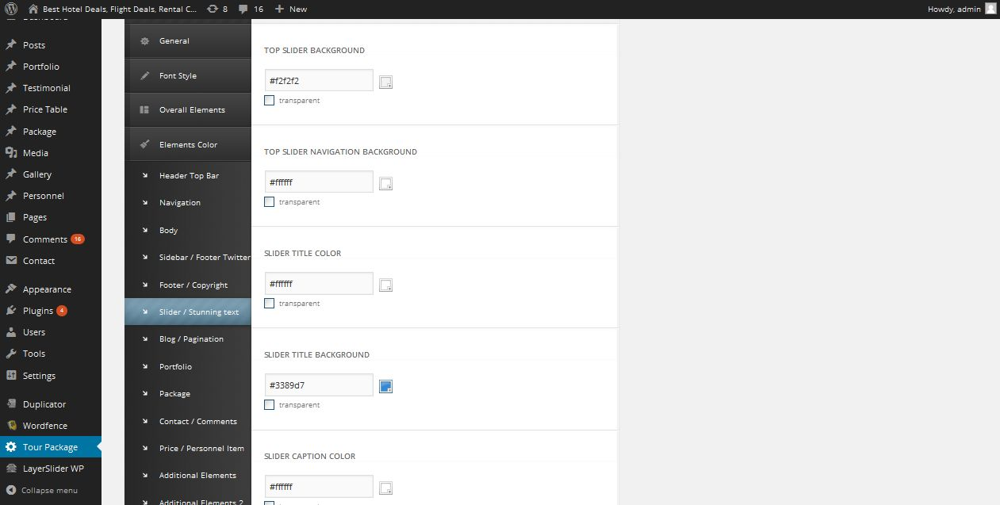 Best Hotel Deals, Flight Deals, Rental C... 8 16 New Howdy, admin
Dashboard
Posts
Portfolio
Testimonial
Price Table
Package
Media
Gallery
Personnel
Pages
Comments 16
Contact
Appearance
Plugins 4
Users
Tools
Settings
Duplicator
Wordfence
Tour Package
LayerSlider WP
Collapse menu
General
Font Style
Overall Elements
Elements Color
Header Top Bar
Navigation
Body
Sidebar / Footer Twitter
Footer / Copyright
Slider / Stunning text
Blog / Pagination
Portfolio
Package
Contact / Comments
Price / Personnel Item
Additional Elements
Additional Elements 2
TOP SLIDER BACKGROUND
#f2f2f2
transparent
TOP SLIDER NAVIGATION BACKGROUND
#ffffff
transparent
SLIDER TITLE COLOR
#ffffff
transparent
SLIDER TITLE BACKGROUND
#3389d7
transparent
SLIDER CAPTION COLOR
#ffffff